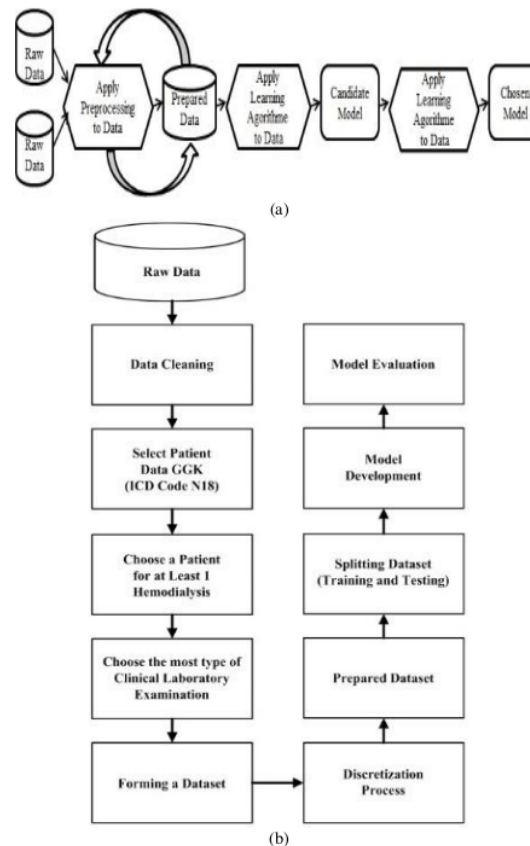 Raw
Data
Raw
Data
Apply
Preprocessing
to Data
Prepared
Data
Apply
Learning
Agorithme
to Data
Candidate
Model
Apply
Learning
Agorithme
to Data
Chosen
Model
(a)
Raw Data
Data Cleaning
Select Patient
Data GGK
(ICD Code N18)
Choose a Patient
for at Least 1
Hemodialysis
Choose the most type of
Clinical Laboratory
Examination
Forming a Dataset
Discretization
Process
Prepared Dataset
Splitting Dataset
(Training and Testing)
Model
Development
Model Evaluation
(b)